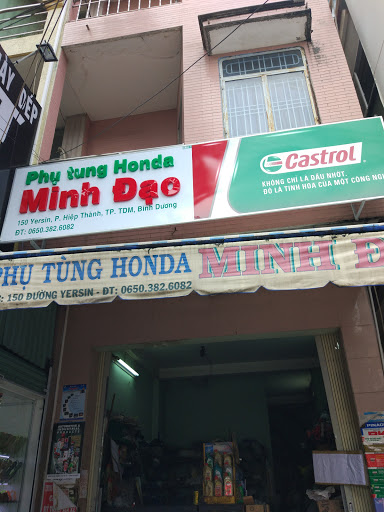 ÀY DÉP
Phụ tùng Honda
Minh Đạo
150 Yersin, P. Hiệp Thành, TP. TDM, Bình Dương
ĐT: 0650.382.6082
Castrol
KHÔNG CHỈ LÀ DẦU NHỚT.
ĐÓ LÀ TINH HOA CỦA MỘT CÔNG NGH
PHỤ TÙNG HONDA MINH Đ
: 150 ĐƯỜNG YERSIN - ĐT: 0650.382.6082